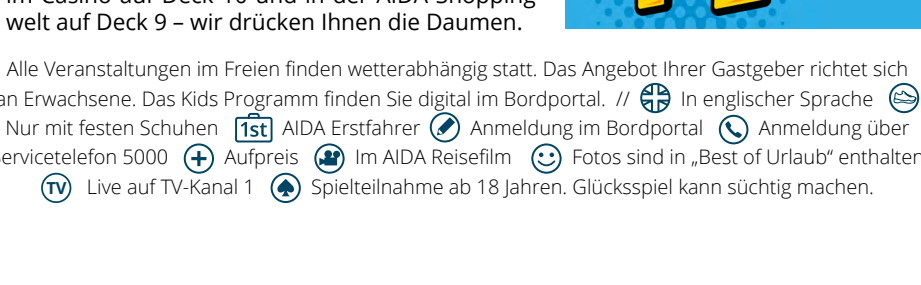 im Casino auf Deck 10 und in der AIDA Shopping
welt auf Deck 9 – wir drücken Ihnen die Daumen.
Alle Veranstaltungen im Freien finden wetterabhängig statt. Das Angebot Ihrer Gastgeber richtet sich
an Erwachsene. Das Kids Programm finden Sie digital im Bordportal. // In englischer Sprache
Nur mit festen Schuhen 1st AIDA Erstfahrer Anmeldung im Bordportal Anmeldung über
Servicetelefon 5000 + Aufpreis Im AIDA Reisefilm Fotos sind in „Best of Urlaub“ enthalten
TV Live auf TV-Kanal 1 Spielteilnahme ab 18 Jahren. Glücksspiel kann süchtig machen.